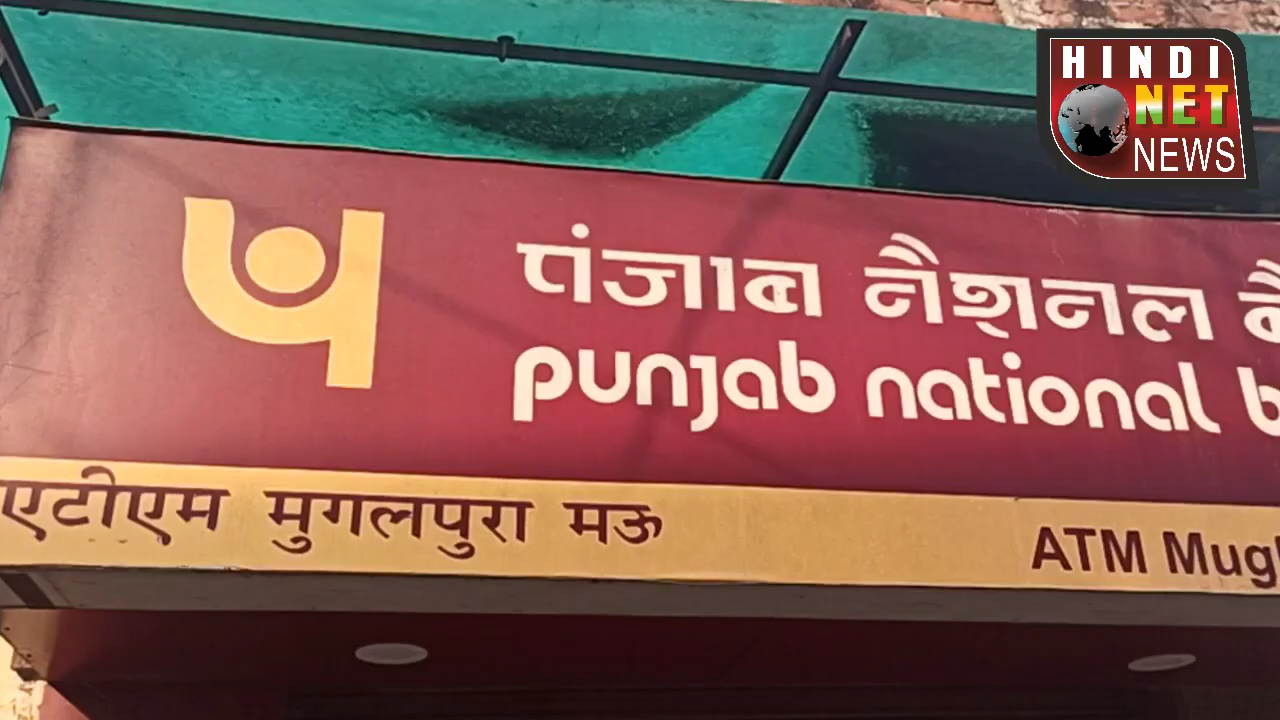 HINDI
NET
NEWS
पंजाब नैशनल
punjab national
एटीएम मुगलपुरा मऊ
ATM